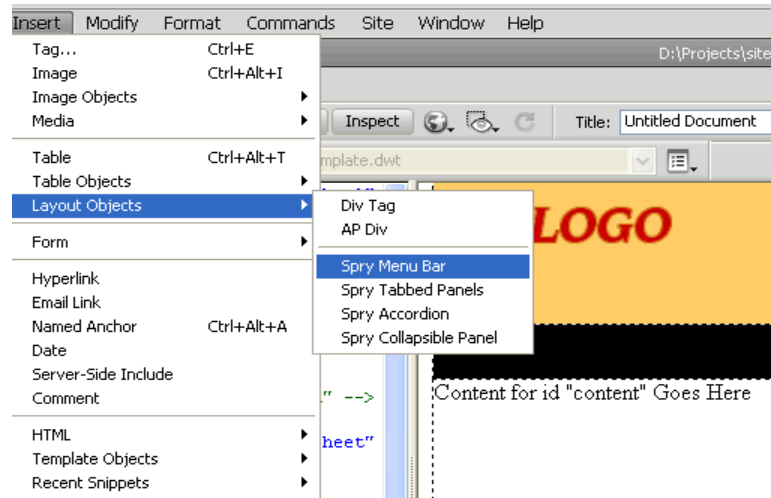 Insert Modify Format Commands Site Window Help
Tag... Ctrl+E
D:\Projects\site
Image Ctrl+Alt+I
Image Objects
Media
Inspect
Title: Untitled Document
Table Ctrl+Alt+T
mplate.dwt
Table Objects
Layout Objects
Div Tag
AP Div
LOGO
Form
Spry Menu Bar
Hyperlink
Spry Tabbed Panels
Email Link
Spry Accordion
Named Anchor Ctrl+Alt+A
Spry Collapsible Panel
Date
Server-Side Include
Comment
" -->
Content for id "content" Goes Here
HTML
heet"
Template Objects
Recent Snippets